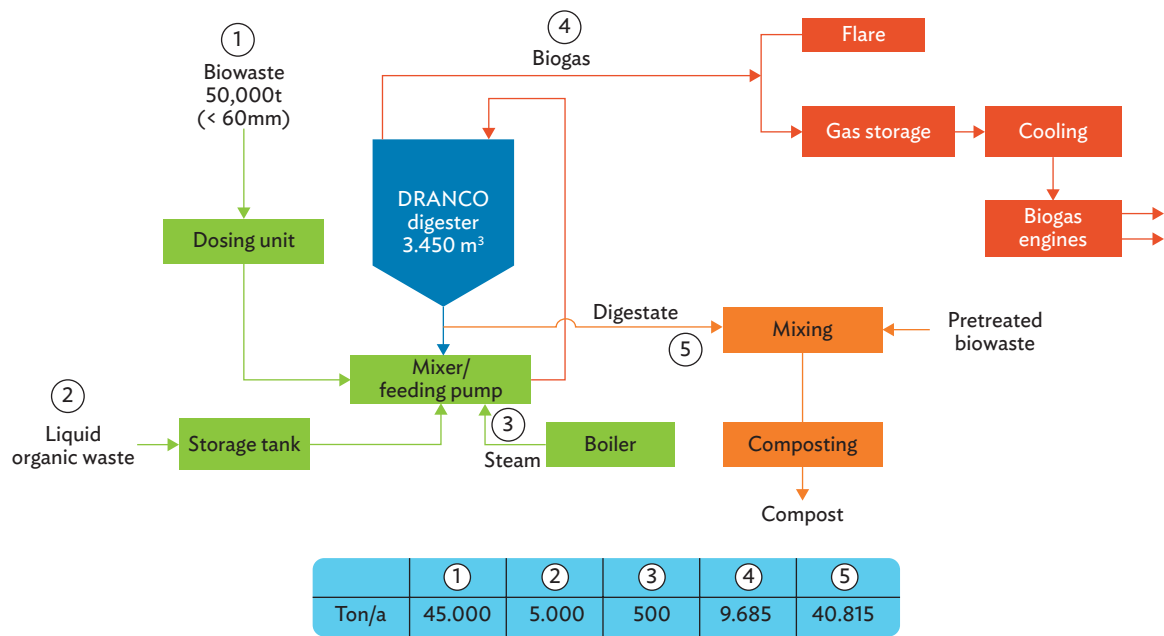 1
Biowaste
50,000t
(< 60mm)
4
Biogas
Flare
Gas storage
Cooling
Biogas
engines
DRANCO
digester
3.450 m³
Dosing unit
Digestate
5
Mixing
Pretreated
biowaste
Mixer/
feeding pump
2
Liquid
organic waste
Storage tank
3
Steam
Boiler
Composting
Compost
1 2 3 4 5
Ton/a 45.000 5.000 500 9.685 40.815